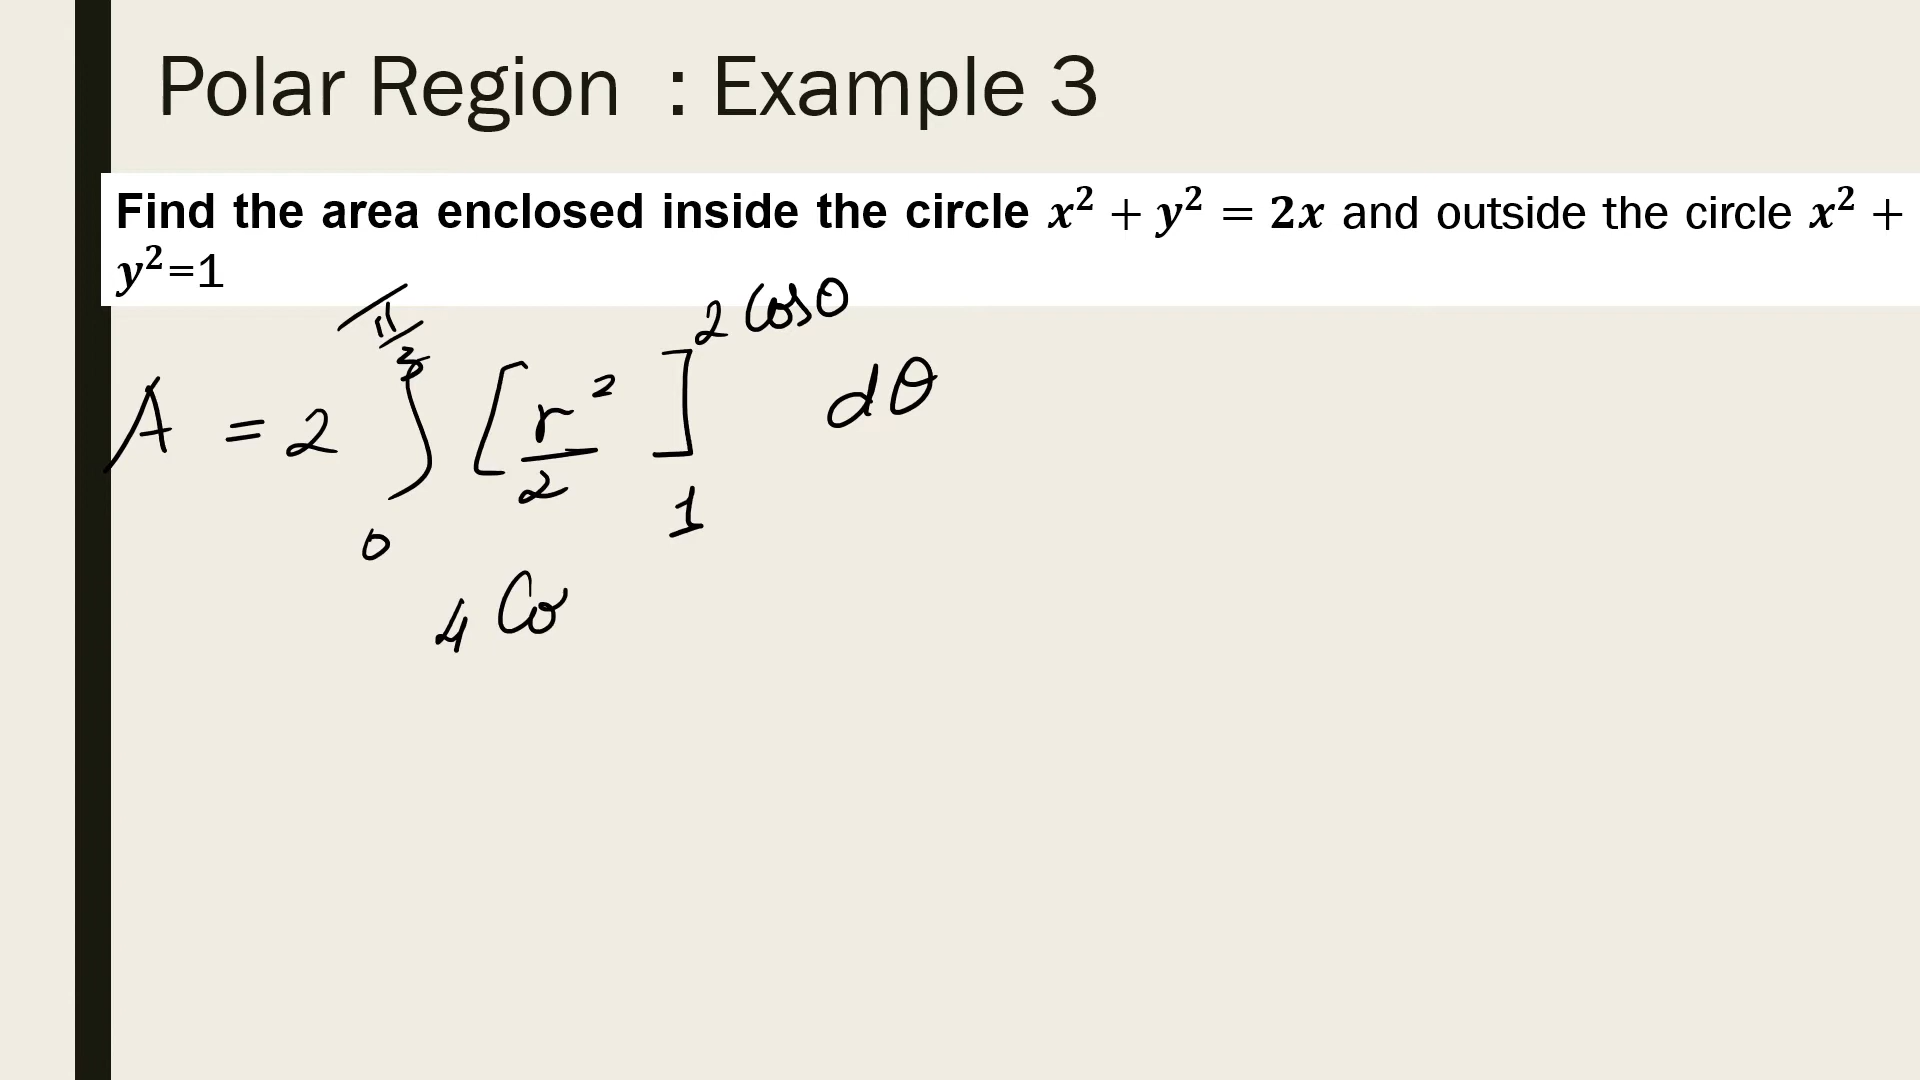 Polar Region : Example 3
Find the area enclosed inside the circle x² + y² = 2x and outside the circle x² +
y²=1
A = 2 ∫₀^(π/3) [r²/2]₁^(2 Cosθ) dθ
4 Co